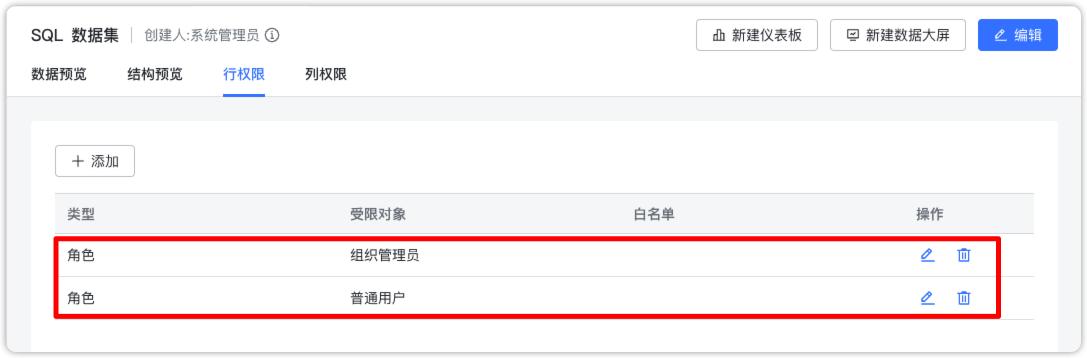 SQL 数据集 创建人:系统管理员 新建仪表板 新建数据大屏 编辑
数据预览 结构预览 行权限 列权限
添加
类型 受限对象 白名单 操作
角色 组织管理员
角色 普通用户